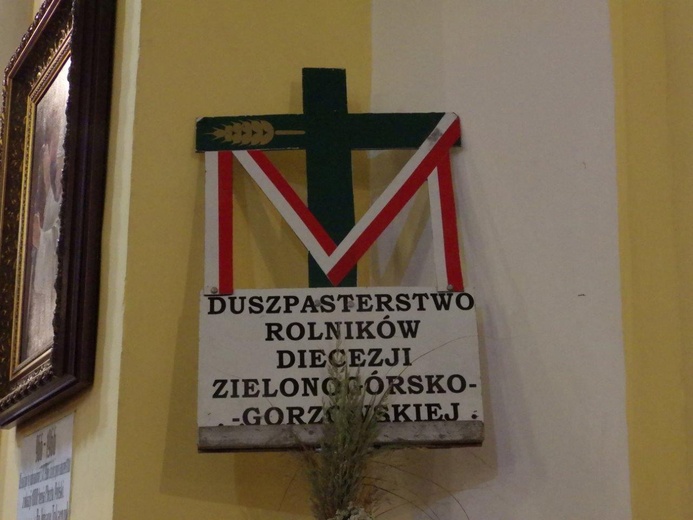 DUSZPASTERSTWO
ROLNIKÓW
DIECEZJI
ZIELONOGÓRSKO-
-GORZOWSKIEJ